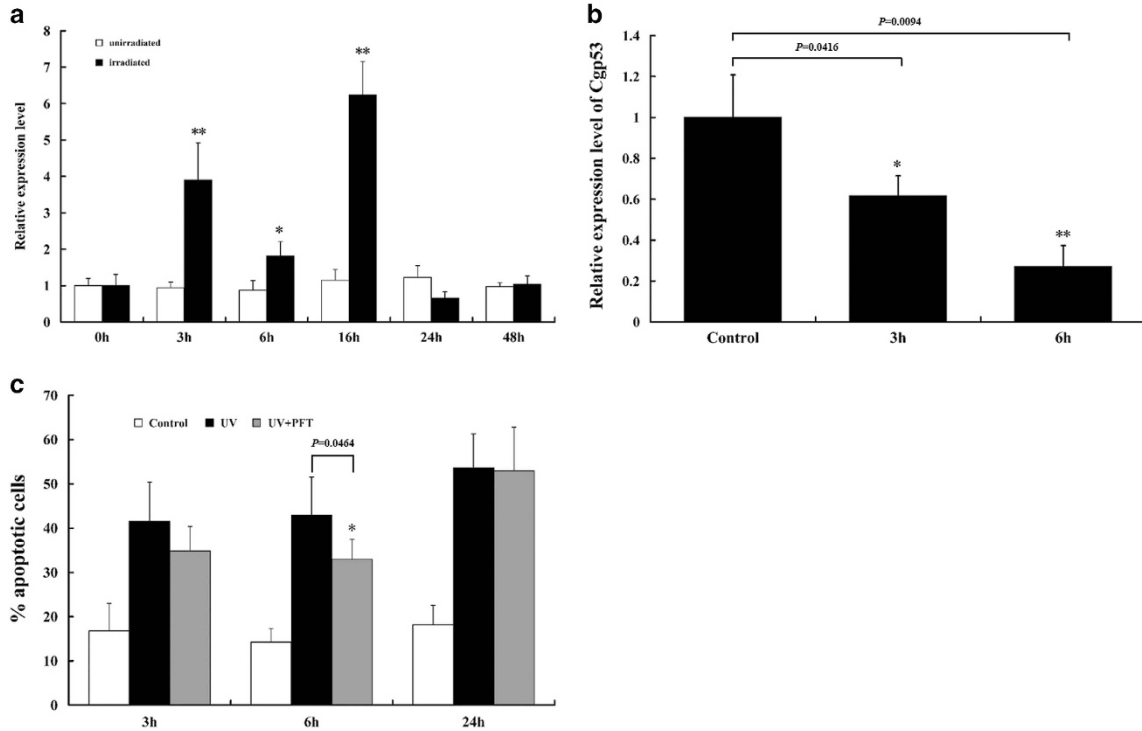 a
unirradiated
irradiated
Relative expression level
8
7
6
5
4
3
2
1
0
**
*
**
0h 3h 6h 16h 24h 48h
b
P=0.0094
P=0.0416
Relative expression level of Cgp53
1.4
1.2
1
0.8
0.6
0.4
0.2
0
*
**
Control 3h 6h
c
Control UV UV+PFT
P=0.0464
% apoptotic cells
70
60
50
40
30
20
10
0
*
3h 6h 24h